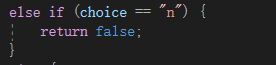 else if (choice == "n") {
    return false;
}